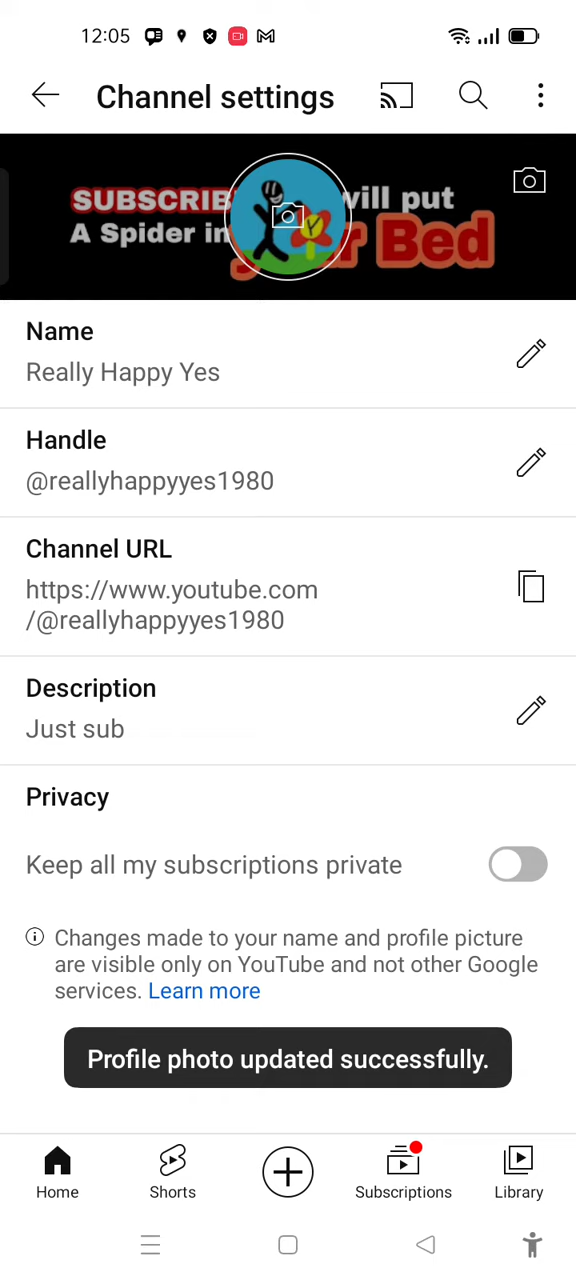 12:05
Channel settings
SUBSCRIB will put
A Spider in
Bed
Name
Really Happy Yes
Handle
@reallyhappyyes1980
Channel URL
https://www.youtube.com
/@reallyhappyyes1980
Description
Just sub
Privacy
Keep all my subscriptions private
Changes made to your name and profile picture
are visible only on YouTube and not other Google
services. Learn more
Profile photo updated successfully.
Home Shorts Subscriptions Library